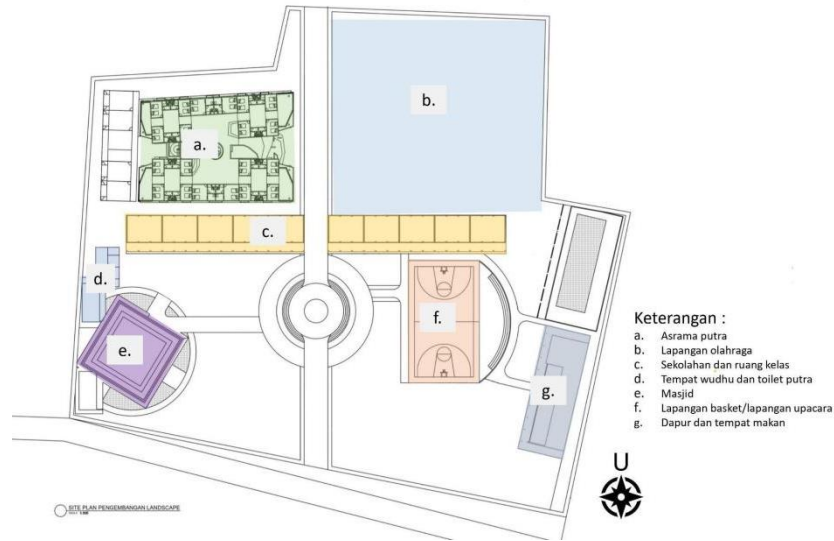 a.
b.
c.
d.
e.
f.
g.
Keterangan :
a. Asrama putra
b. Lapangan olahraga
c. Sekolahan dan ruang kelas
d. Tempat wudhu dan toilet putra
e. Masjid
f. Lapangan basket/lapangan upacara
g. Dapur dan tempat makan
U
SITE PLAN PENGEMBANGAN LANDSCAPE